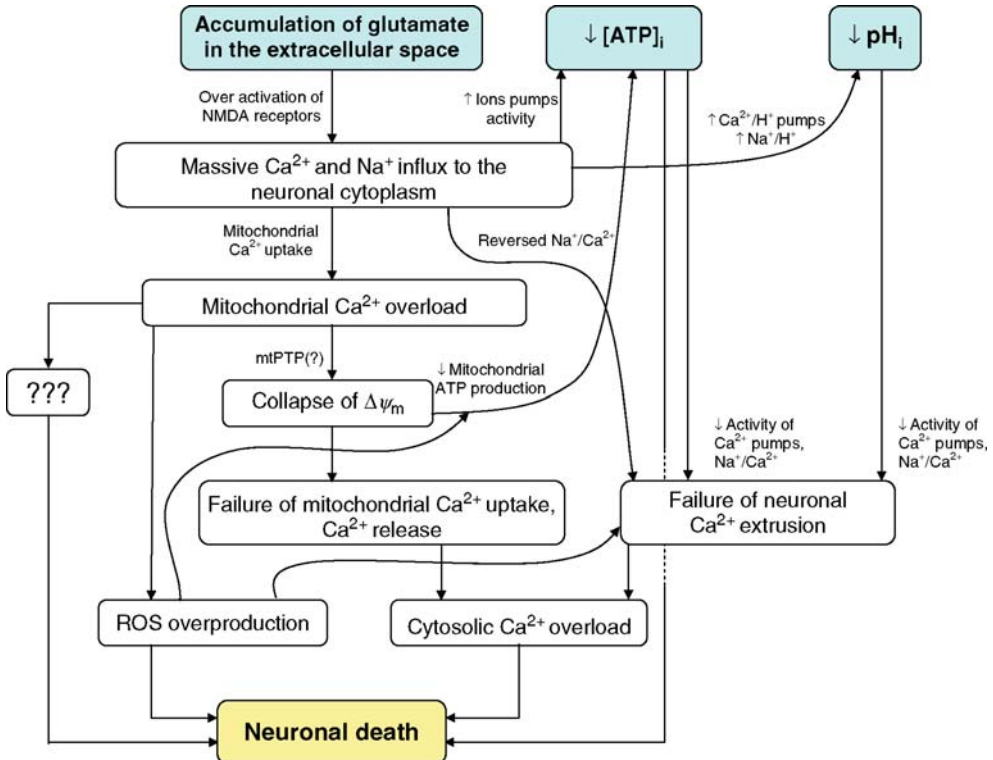 Accumulation of glutamate
in the extracellular space
↓ [ATP]i
↓ pHi
Over activation of
NMDA receptors
↑ Ions pumps
activity
↑ Ca²⁺/H⁺ pumps
↑ Na⁺/H⁺
Massive Ca²⁺ and Na⁺ influx to the
neuronal cytoplasm
Mitochondrial
Ca²⁺ uptake
Reversed Na⁺/Ca²⁺
Mitochondrial Ca²⁺ overload
mtPTP(?)
↓ Mitochondrial
ATP production
???
Collapse of Δψm
↓ Activity of
Ca²⁺ pumps,
Na⁺/Ca²⁺
↓ Activity of
Ca²⁺ pumps,
Na⁺/Ca²⁺
Failure of mitochondrial Ca²⁺ uptake,
Ca²⁺ release
Failure of neuronal
Ca²⁺ extrusion
ROS overproduction
Cytosolic Ca²⁺ overload
Neuronal death